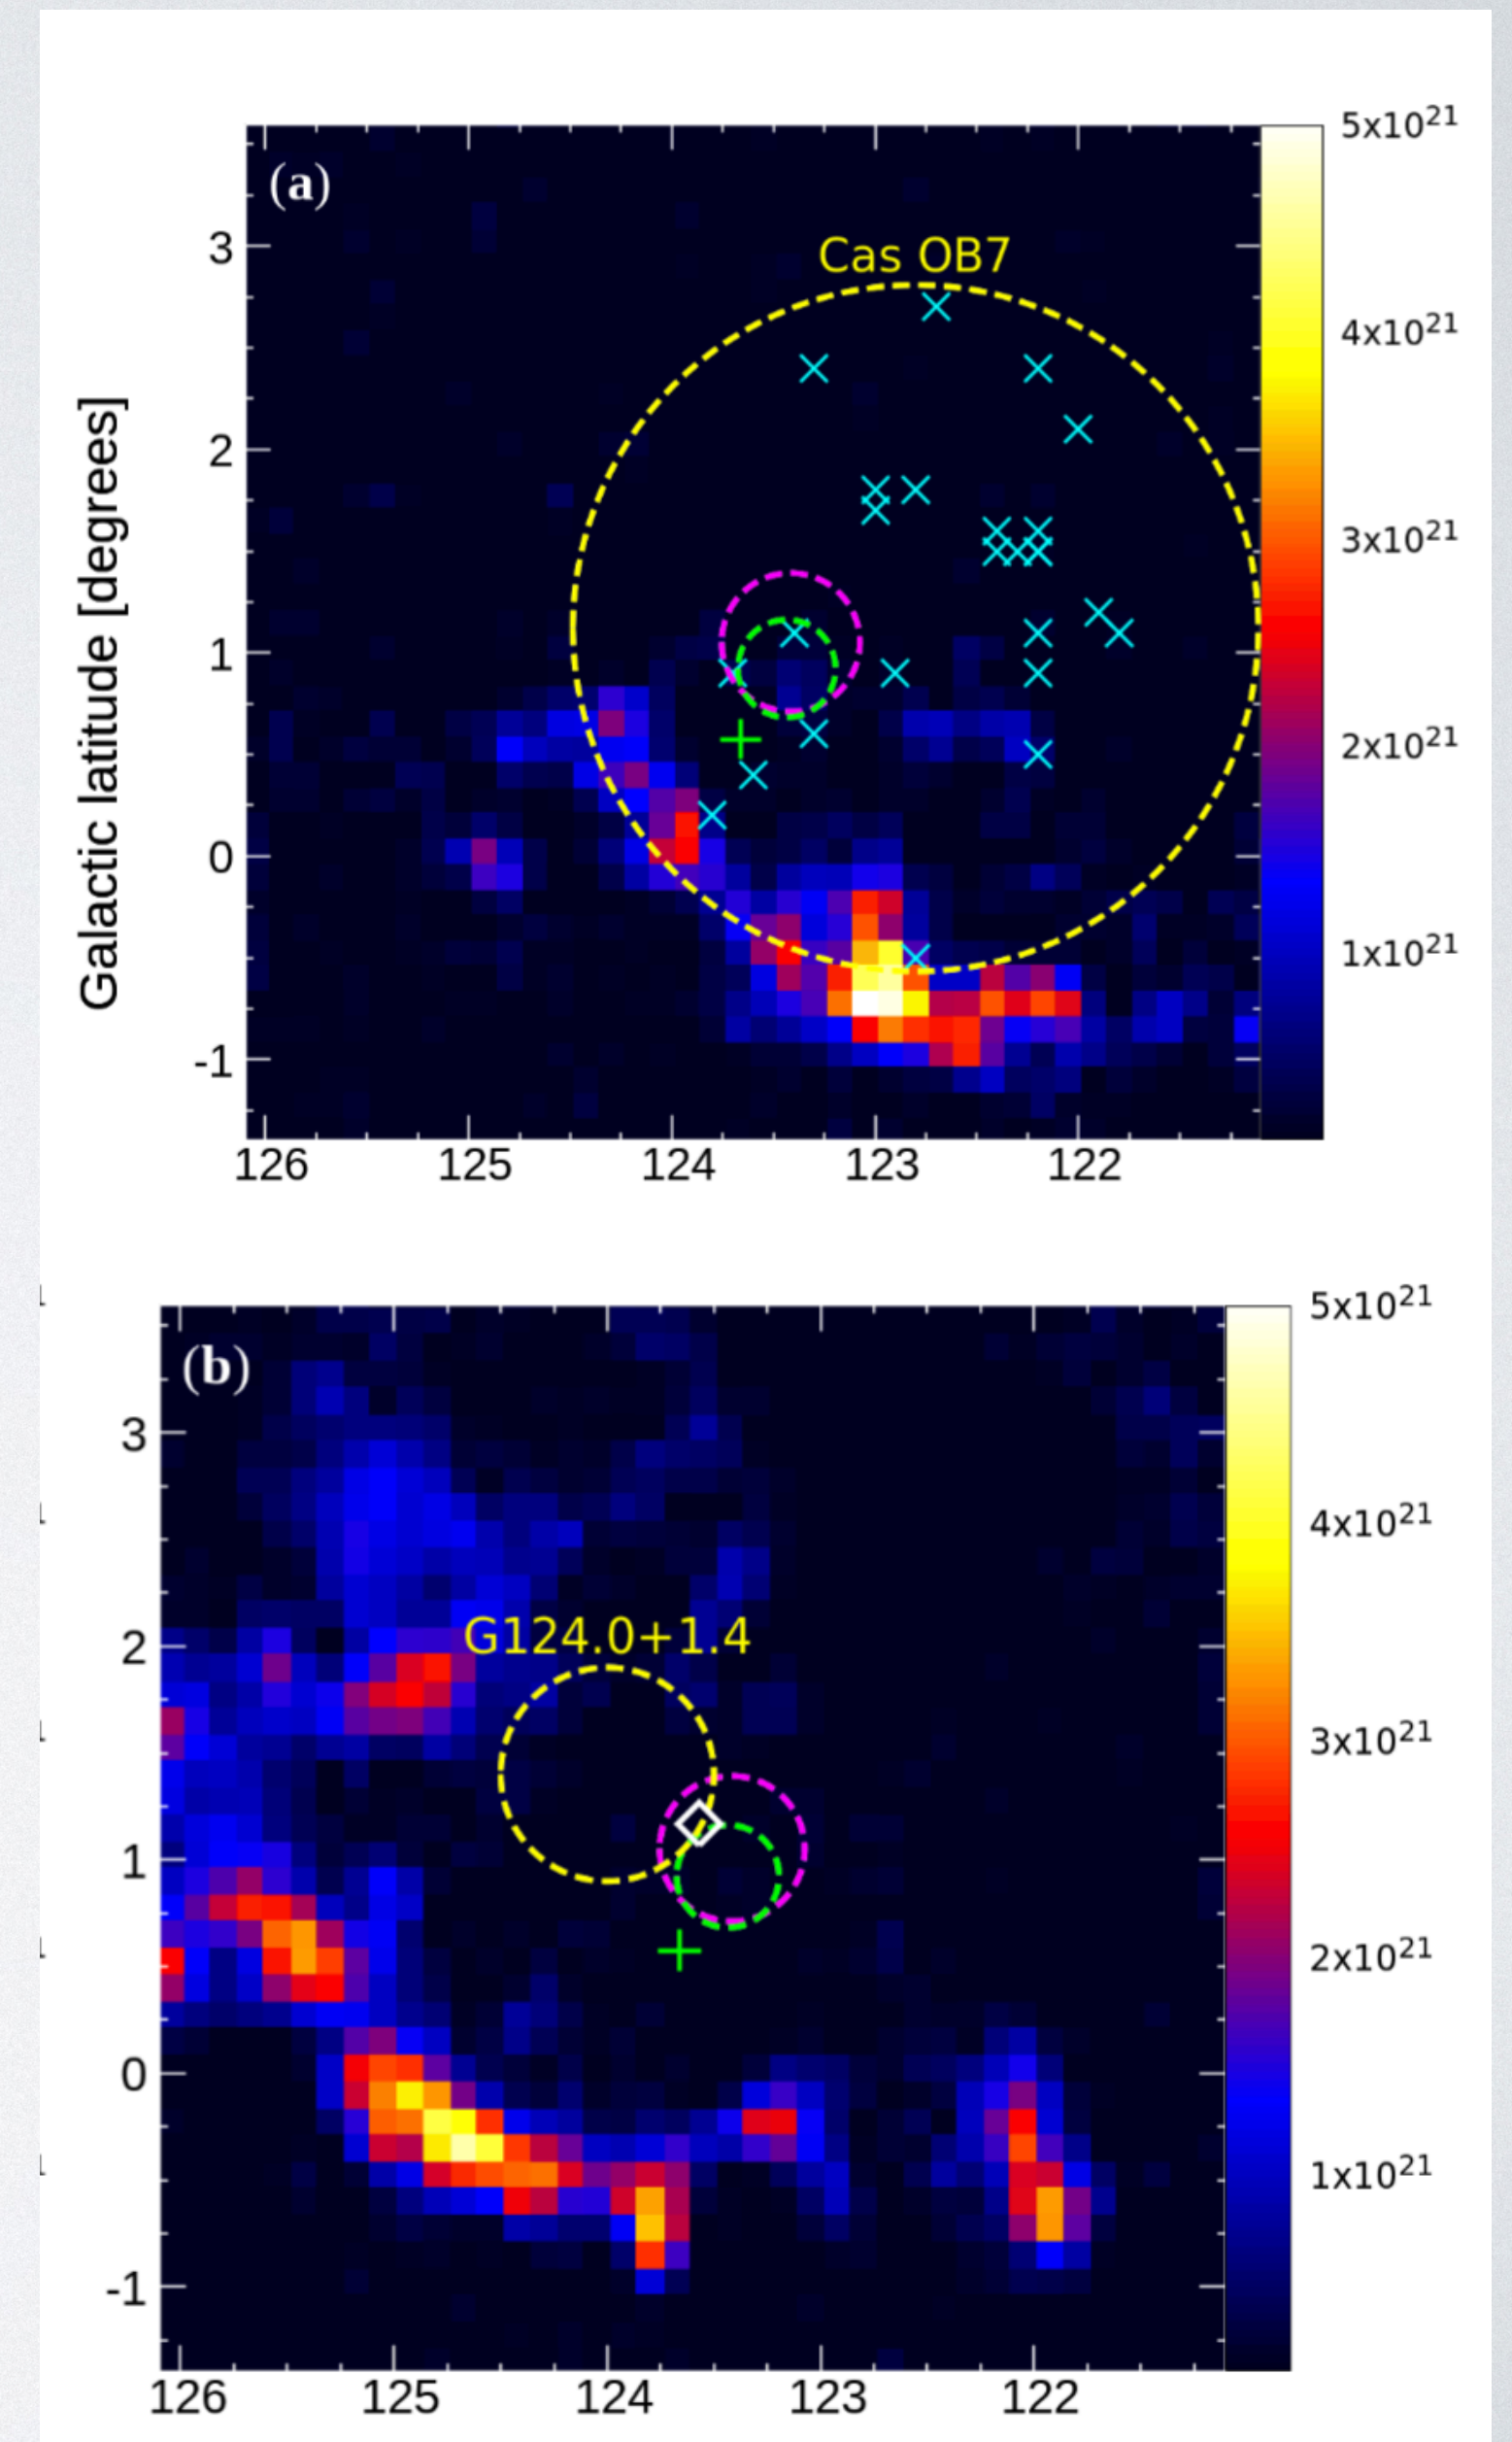 5x10²¹
(a)
3
Cas OB7
4x10²¹
2
3x10²¹
Galactic latitude [degrees]
1
2x10²¹
0
1x10²¹
-1
126 125 124 123 122
5x10²¹
(b)
3
4x10²¹
2
G124.0+1.4
3x10²¹
1
2x10²¹
0
1x10²¹
-1
126 125 124 123 122